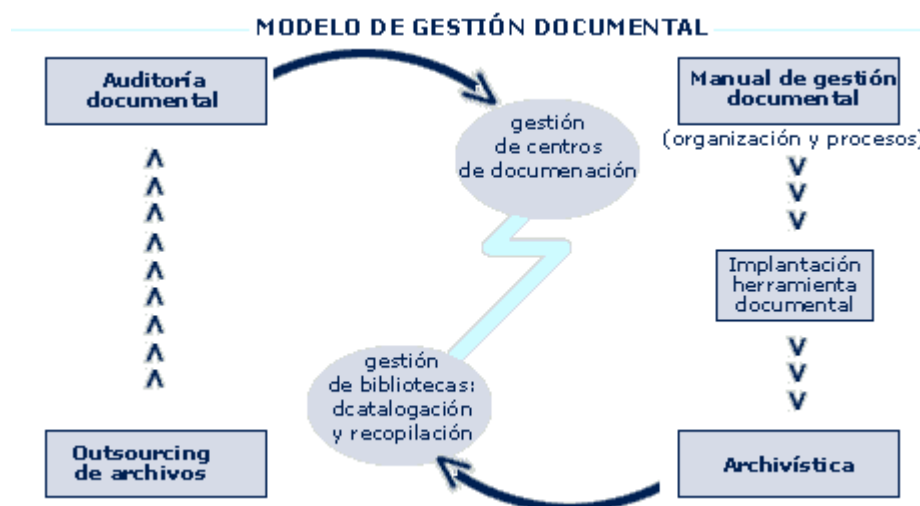 MODELO DE GESTIÓN DOCUMENTAL
Auditoría
documental
gestión
de centros
de documenación
Manual de gestión
documental
(organización y procesos)
Implantación
herramienta
documental
gestión
de bibliotecas:
dcatalogación
y recopilación
Outsourcing
de archivos
Archivística